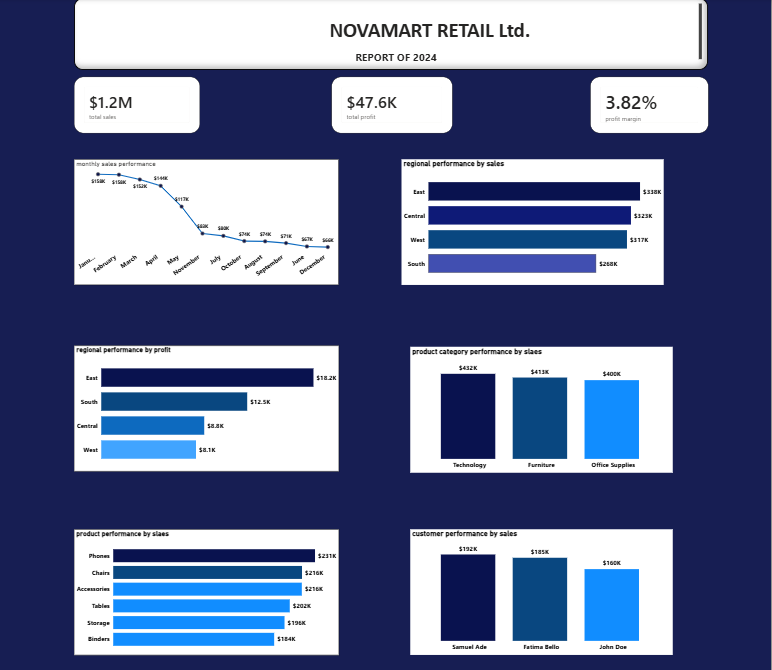 NOVAMART RETAIL Ltd.
REPORT OF 2024
$1.2M
total sales
$47.6K
total profit
3.82%
profit margin
monthly sales performance
$158K
$158K
$152K
$144K
$117K
$80K
$74K
$74K
$71K
$67K
$66K
Janu...
February
March
April
May
November
July
October
August
September
June
December
regional performance by sales
East
$338K
Central
$323K
West
$317K
South
$268K
regional performance by profit
East
$18.2K
South
$12.5K
Central
$8.8K
West
$8.1K
product category performance by slaes
$432K
$413K
$400K
Technology
Furniture
Office Supplies
product performance by slaes
Phones
$231K
Chairs
$216K
Accessories
$216K
Tables
$202K
Storage
$196K
Binders
$184K
customer performance by sales
$192K
$185K
$160K
Samuel Ade
Fatima Bello
John Doe